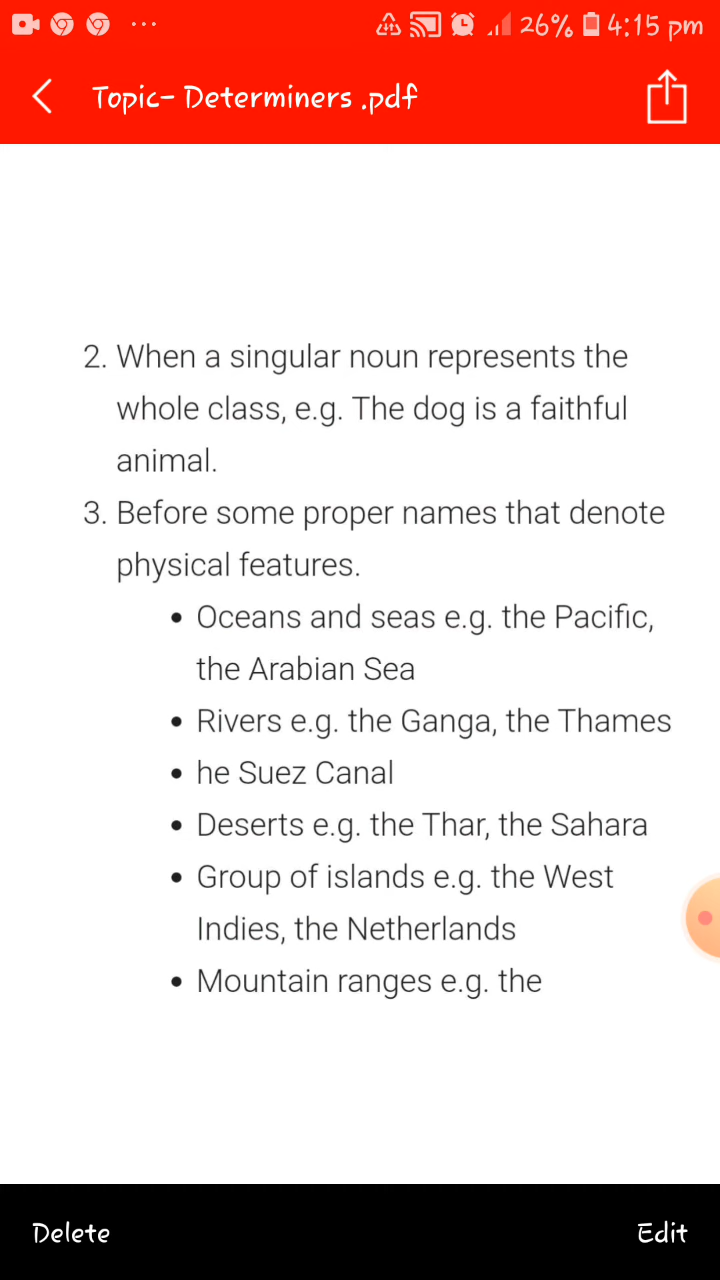 ... 26% 4:15 pm
Topic- Determiners .pdf
2. When a singular noun represents the
whole class, e.g. The dog is a faithful
animal.
3. Before some proper names that denote
physical features.
• Oceans and seas e.g. the Pacific,
the Arabian Sea
• Rivers e.g. the Ganga, the Thames
• he Suez Canal
• Deserts e.g. the Thar, the Sahara
• Group of islands e.g. the West
Indies, the Netherlands
• Mountain ranges e.g. the
Delete Edit